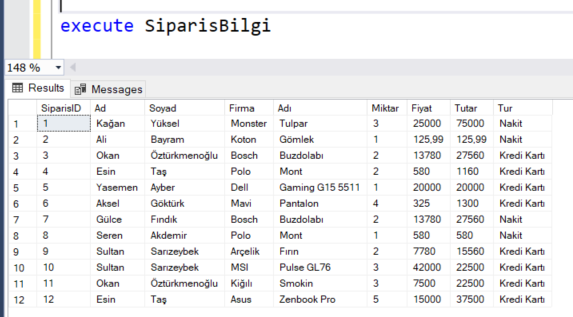 execute SiparisBilgi
148 %
Results Messages
SiparisID Ad Soyad Firma Adı Miktar Fiyat Tutar Tur
1 1 Kağan Yüksel Monster Tulpar 3 25000 75000 Nakit
2 2 Ali Bayram Koton Gömlek 1 125,99 125,99 Nakit
3 3 Okan Öztürkmenoğlu Bosch Buzdolabı 2 13780 27560 Kredi Kartı
4 4 Esin Taş Polo Mont 2 580 1160 Kredi Kartı
5 5 Yasemen Ayber Dell Gaming G15 5511 1 20000 20000 Kredi Kartı
6 6 Aksel Göktürk Mavi Pantalon 4 325 1300 Kredi Kartı
7 7 Gülce Fındık Bosch Buzdolabı 2 13780 27560 Nakit
8 8 Seren Akdemir Polo Mont 1 580 580 Nakit
9 9 Sultan Sarızeybek Arçelik Fırın 2 7780 15560 Kredi Kartı
10 10 Sultan Sarızeybek MSI Pulse GL76 3 42000 22500 Kredi Kartı
11 11 Okan Öztürkmenoğlu Kiğılı Smokin 3 7500 22500 Kredi Kartı
12 12 Esin Taş Asus Zenbook Pro 5 15000 37500 Kredi Kartı